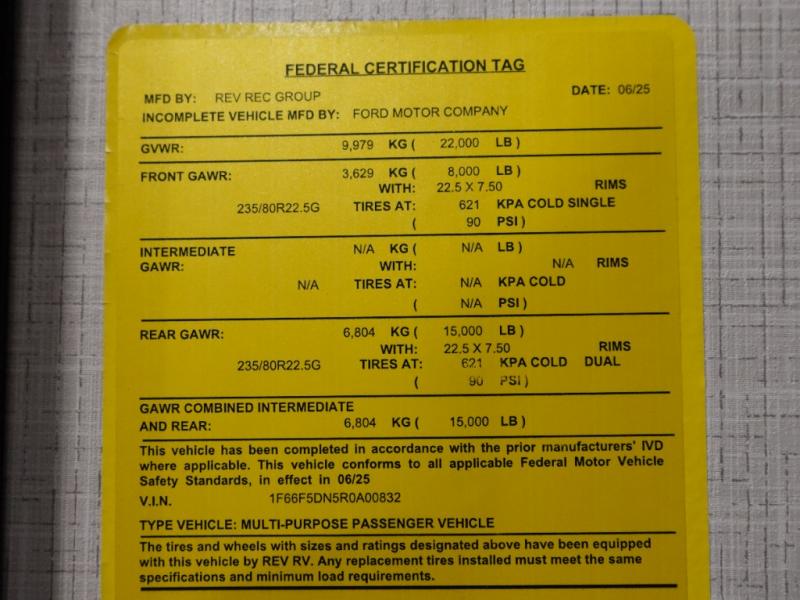 FEDERAL CERTIFICATION TAG
MFD BY: REV REC GROUP DATE: 06/25
INCOMPLETE VEHICLE MFD BY: FORD MOTOR COMPANY
GVWR: 9,979 KG ( 22,000 LB )
FRONT GAWR: 3,629 KG ( 8,000 LB )
WITH: 22.5 X 7.50 RIMS
235/80R22.5G TIRES AT: 621 KPA COLD SINGLE
( 90 PSI )
INTERMEDIATE N/A KG ( N/A LB )
GAWR: WITH: N/A RIMS
N/A TIRES AT: N/A KPA COLD
( N/A PSI )
REAR GAWR: 6,804 KG ( 15,000 LB )
WITH: 22.5 X 7.50 RIMS
235/80R22.5G TIRES AT: 621 KPA COLD DUAL
( 90 PSI )
GAWR COMBINED INTERMEDIATE
AND REAR: 6,804 KG ( 15,000 LB )
This vehicle has been completed in accordance with the prior manufacturers' IVD
where applicable. This vehicle conforms to all applicable Federal Motor Vehicle
Safety Standards, in effect in 06/25
V.I.N. 1F66F5DN5R0A00832
TYPE VEHICLE: MULTI-PURPOSE PASSENGER VEHICLE
The tires and wheels with sizes and ratings designated above have been equipped
with this vehicle by REV RV. Any replacement tires installed must meet the same
specifications and minimum load requirements.